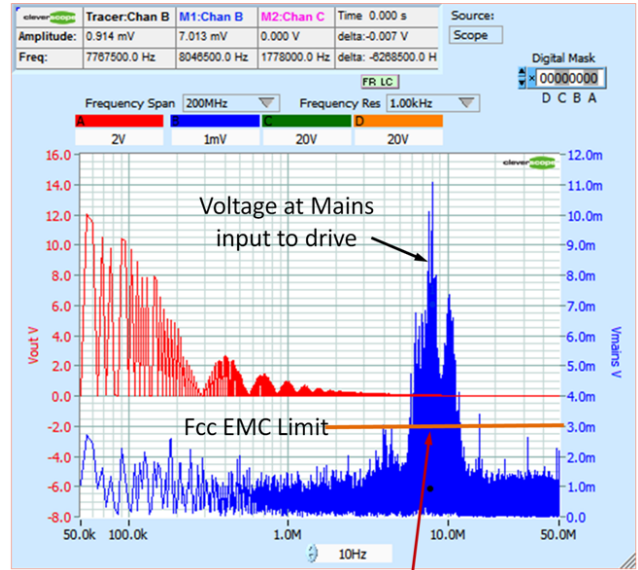 cleverscope Tracer:Chan B M1:Chan B M2:Chan C Time 0.000 s Source:
Amplitude: 0.914 mV 7.013 mV 0.000 V delta:-0.007 V Scope
Freq: 7767500.0 Hz 8046500.0 Hz 1778000.0 Hz delta: -6268500.0 H
Digital Mask
FR LC
00000000
D C B A
Frequency Span 200MHz Frequency Res 1.00kHz
A B C D
2V 1mV 20V 20V
cleverscope
16.0
14.0
12.0
10.0
8.0
6.0
4.0
2.0
0.0
-2.0
-4.0
-6.0
-8.0
Vout V
Voltage at Mains
input to drive
Fcc EMC Limit
12.0m
11.0m
10.0m
9.0m
8.0m
7.0m
6.0m
5.0m
4.0m
3.0m
2.0m
1.0m
0.0
Vmains V
50.0k 100.0k 1.0M 10.0M 50.0M
10Hz